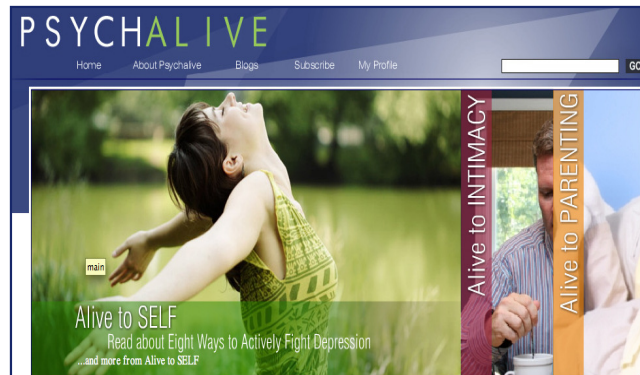 PSYCHALIVE
Home About Psychalive Blogs Subscribe My Profile
GO
Alive to INTIMACY
Alive to PARENTING
main
Alive to SELF
Read about Eight Ways to Actively Fight Depression
...and more from Alive to SELF